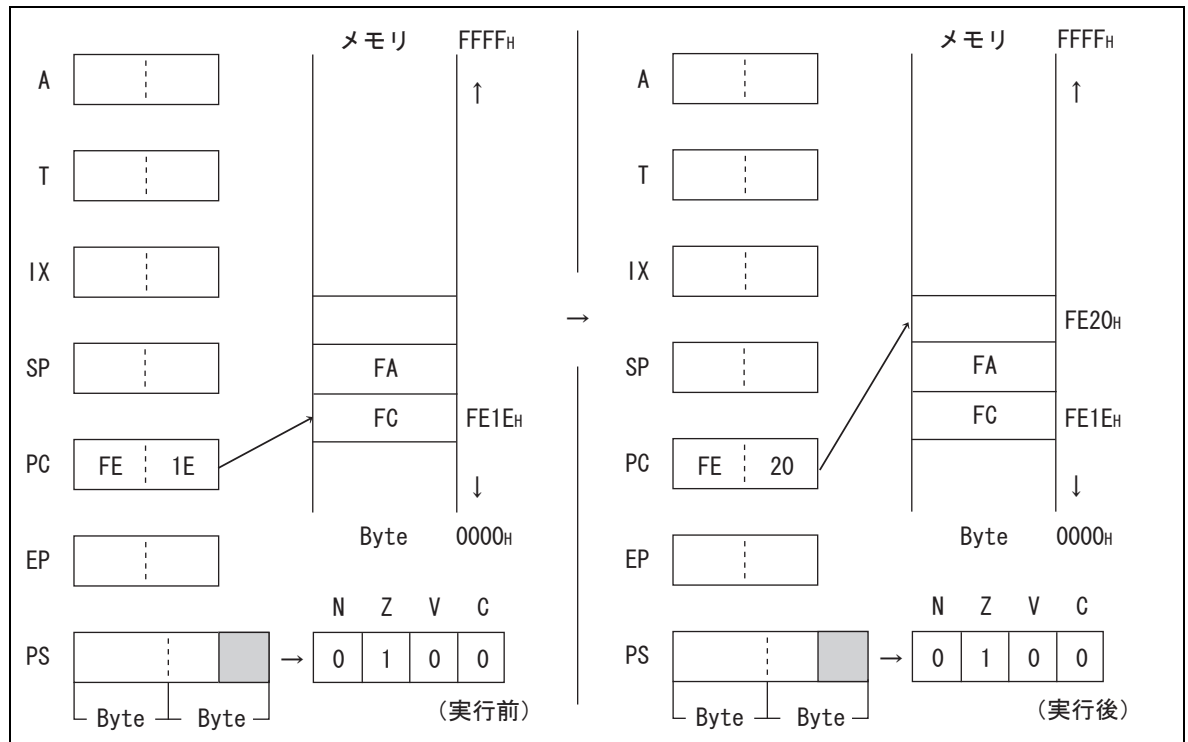 メモリ FFFFH
A
↑
T
IX
SP
FA
FC FE1EH
PC FE 1E
↓
Byte 0000H
EP
N Z V C
PS → 0 1 0 0
Byte Byte (実行前)
→
メモリ FFFFH
A
↑
T
IX
FE20H
SP
FA
FC FE1EH
PC FE 20
↓
Byte 0000H
EP
N Z V C
PS → 0 1 0 0
Byte Byte (実行後)